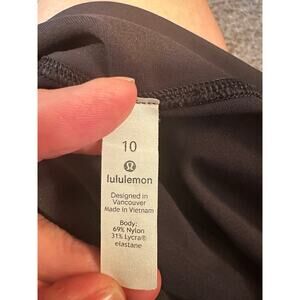 10
lululemon
Designed in
Vancouver
Made in Vietnam
Body:
69% Nylon
31% Lycra®
elastane